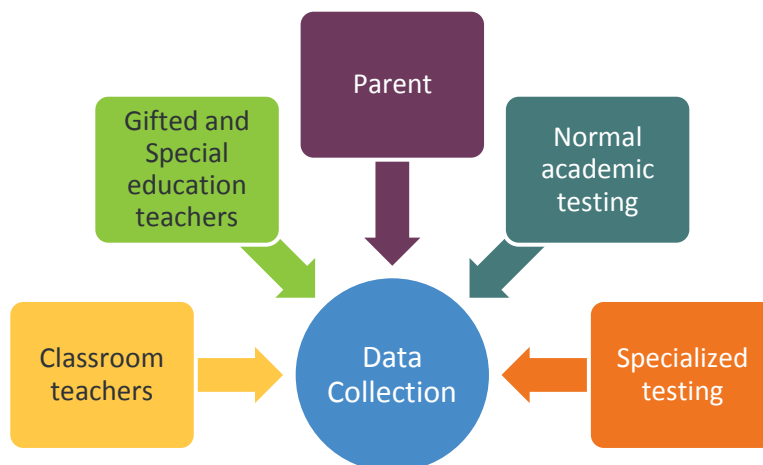 Parent
Gifted and
Special
education
teachers
Normal
academic
testing
Classroom
teachers
Data
Collection
Specialized
testing